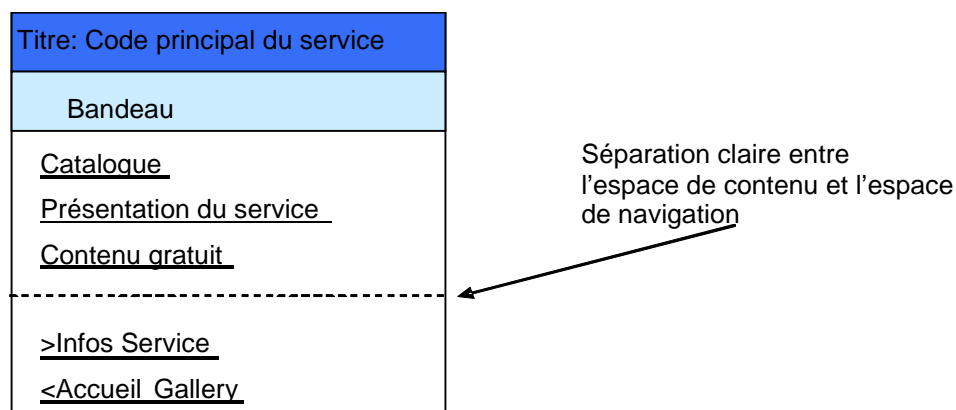 Titre: Code principal du service
Bandeau
Catalogue
Présentation du service
Contenu gratuit
Séparation claire entre
l'espace de contenu et l'espace
de navigation
>Infos Service
<Accueil Gallery